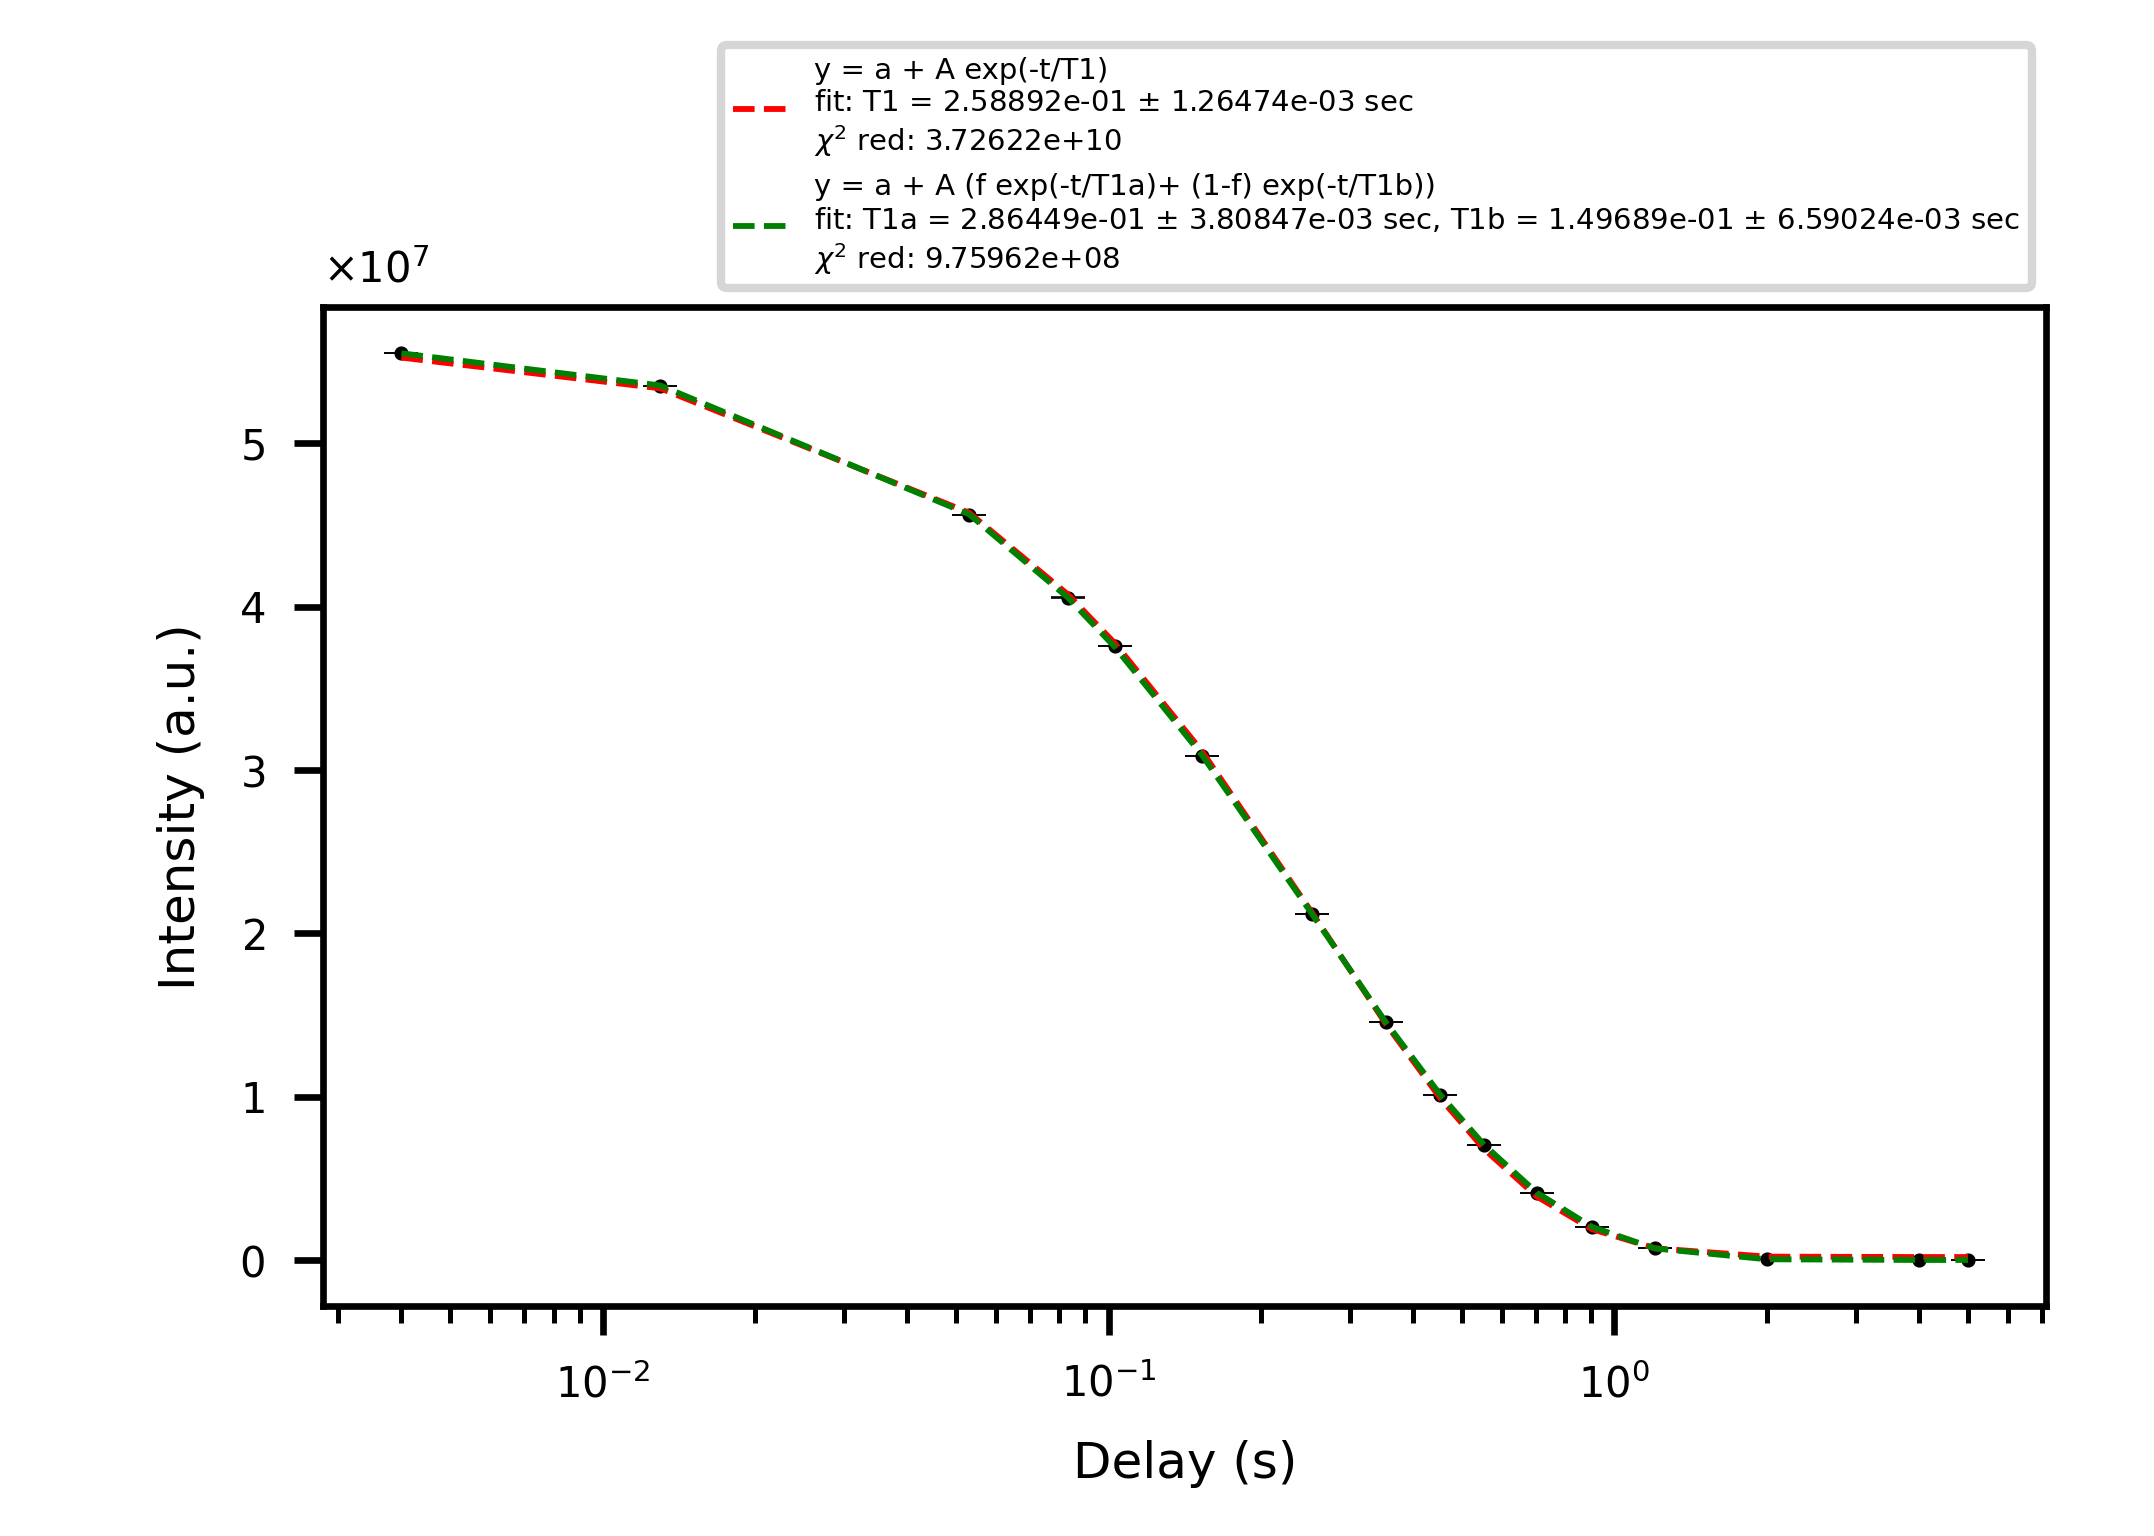 y = a + A exp(-t/T1)
fit: T1 = 2.58892e-01 ± 1.26474e-03 sec
χ² red: 3.72622e+10
y = a + A (f exp(-t/T1a)+ (1-f) exp(-t/T1b))
fit: T1a = 2.86449e-01 ± 3.80847e-03 sec, T1b = 1.49689e-01 ± 6.59024e-03 sec
χ² red: 9.75962e+08
×10⁷
5
4
3
2
1
0
Intensity (a.u.)
10⁻² 10⁻¹ 10⁰
Delay (s)